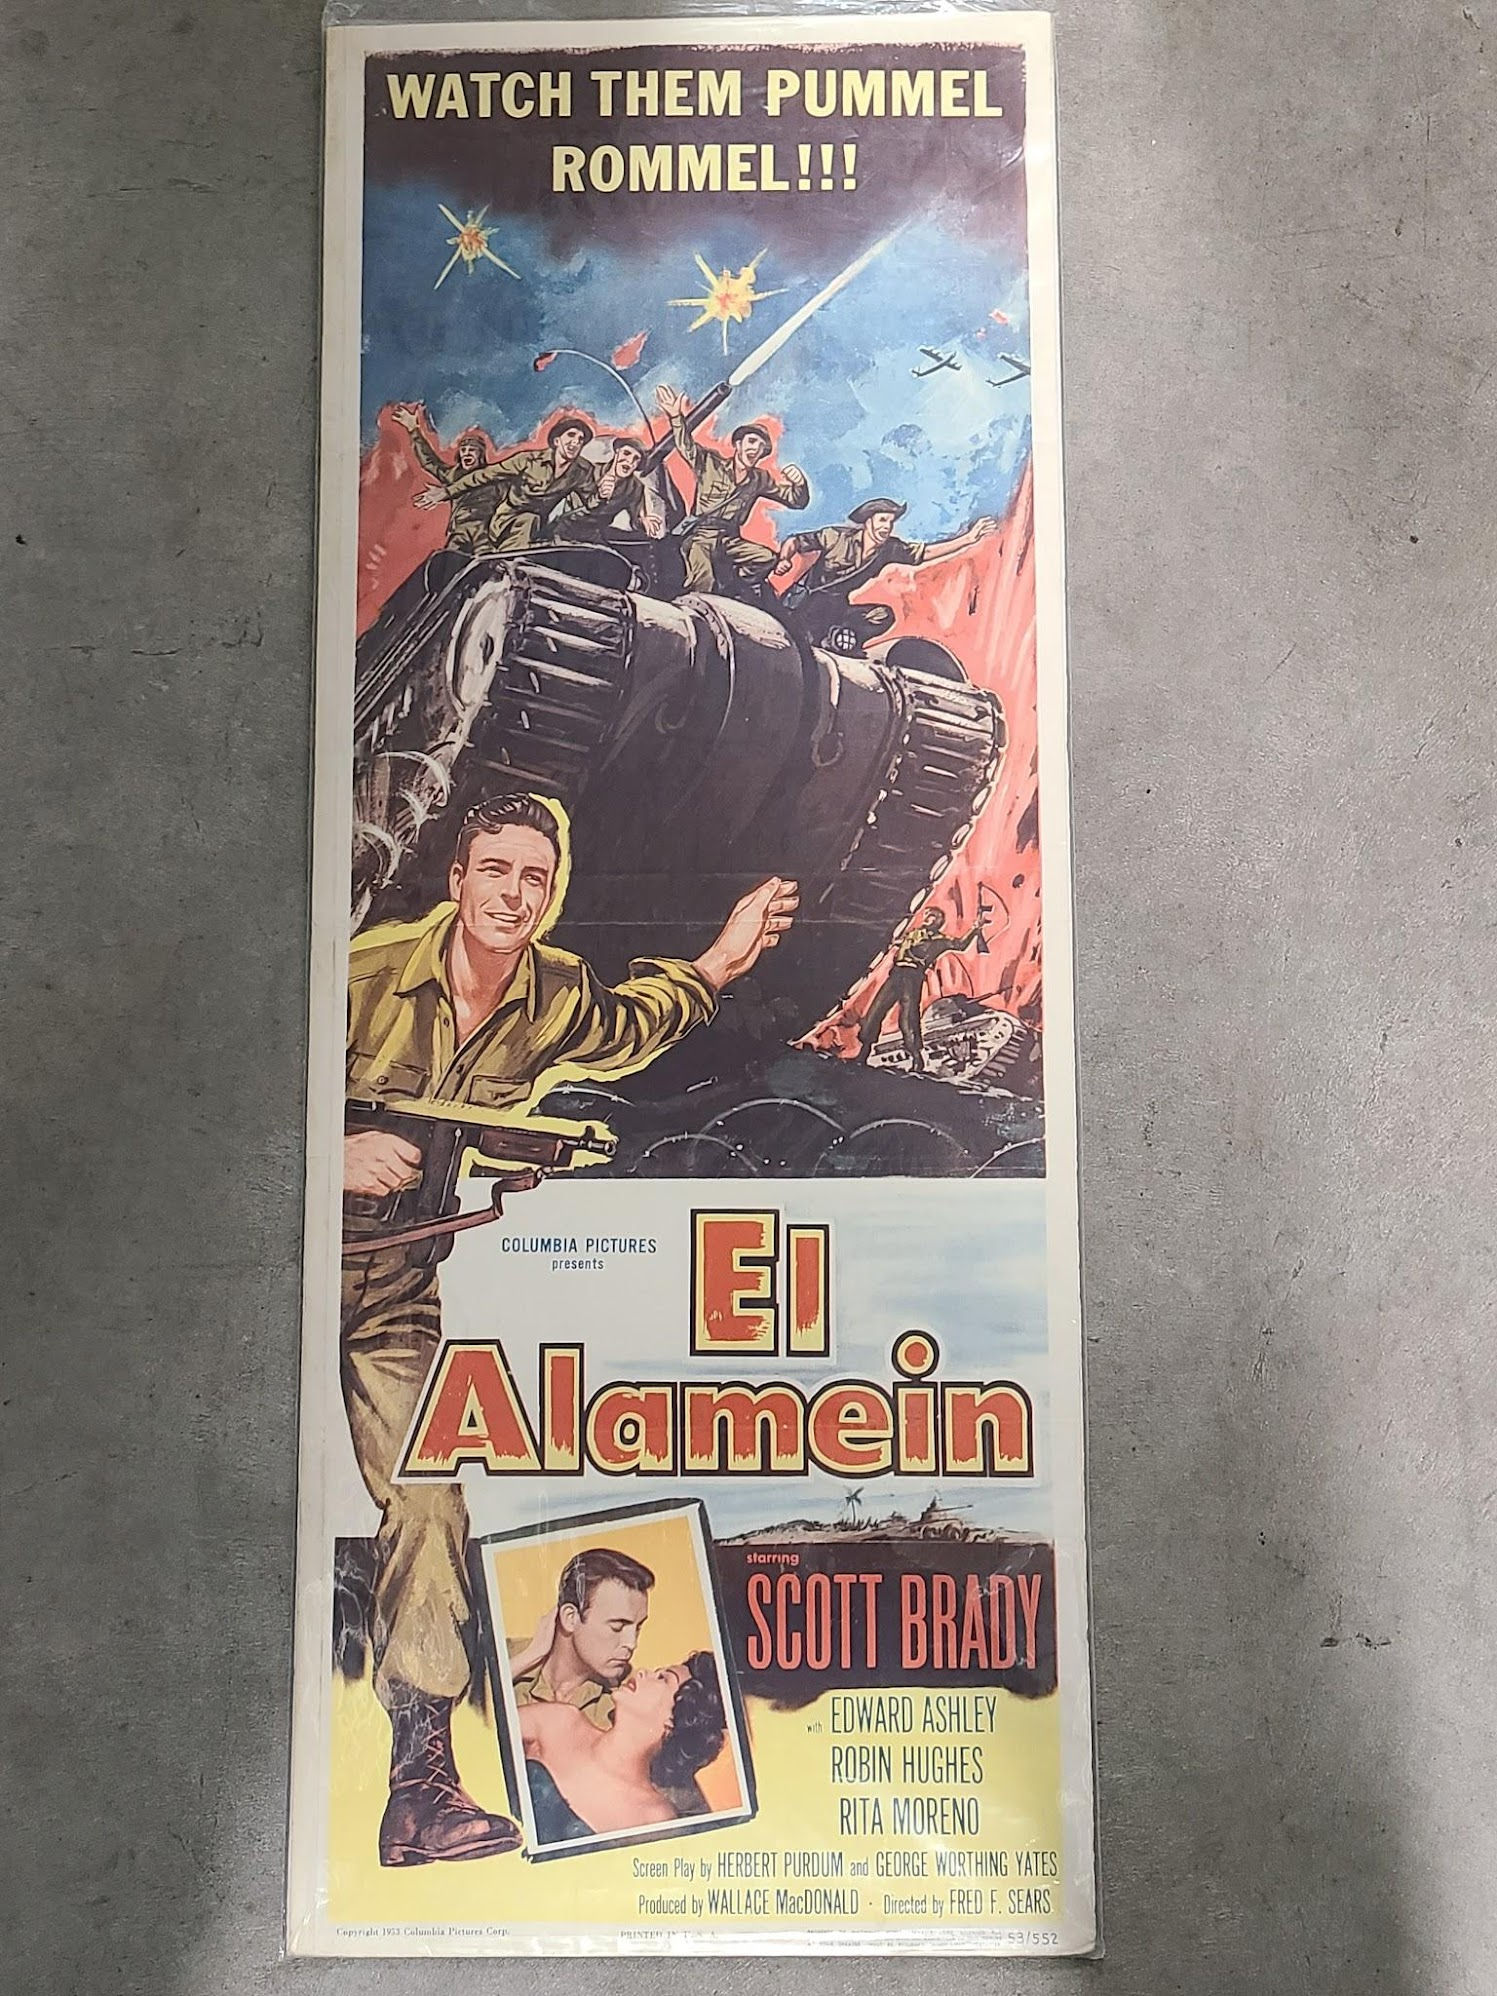 WATCH THEM PUMMEL
ROMMEL!!!
COLUMBIA PICTURES
presents
El
Alamein
starring
SCOTT BRADY
with EDWARD ASHLEY
ROBIN HUGHES
RITA MORENO
Screen Play by HERBERT PURDUM and GEORGE WORTHING YATES
Produced by WALLACE MacDONALD · Directed by FRED F. SEARS
Copyright 1953 Columbia Pictures Corp.
PRINTED IN U.S.A.
53/552